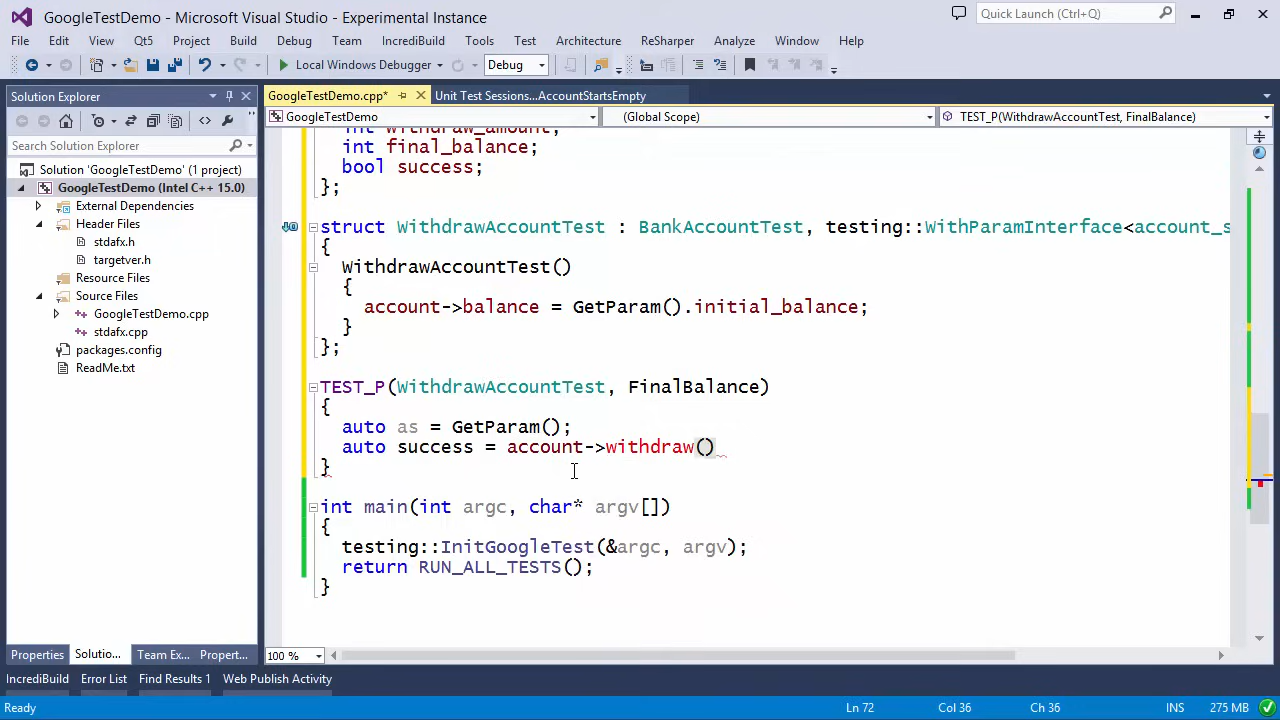 GoogleTestDemo - Microsoft Visual Studio - Experimental Instance
Quick Launch (Ctrl+Q)
File Edit View Qt5 Project Build Debug Team IncrediBuild Tools Test Architecture ReSharper Analyze Window Help
Local Windows Debugger Debug
Solution Explorer
Search Solution Explorer
Solution 'GoogleTestDemo' (1 project)
GoogleTestDemo (Intel C++ 15.0)
External Dependencies
Header Files
stdafx.h
targetver.h
Resource Files
Source Files
GoogleTestDemo.cpp
stdafx.cpp
packages.config
ReadMe.txt
Properties Solutio... Team Ex... Propert...
GoogleTestDemo.cpp* Unit Test Sessions...AccountStartsEmpty
GoogleTestDemo (Global Scope) TEST_P(WithdrawAccountTest, FinalBalance)
int withdraw_amount;
int final_balance;
bool success;
};
struct WithdrawAccountTest : BankAccountTest, testing::WithParamInterface<account_s
{
WithdrawAccountTest()
{
account->balance = GetParam().initial_balance;
}
};
TEST_P(WithdrawAccountTest, FinalBalance)
{
auto as = GetParam();
auto success = account->withdraw()
}
int main(int argc, char* argv[])
{
testing::InitGoogleTest(&argc, argv);
return RUN_ALL_TESTS();
}
100 %
IncrediBuild Error List Find Results 1 Web Publish Activity
Ready Ln 72 Col 36 Ch 36 INS 275 MB